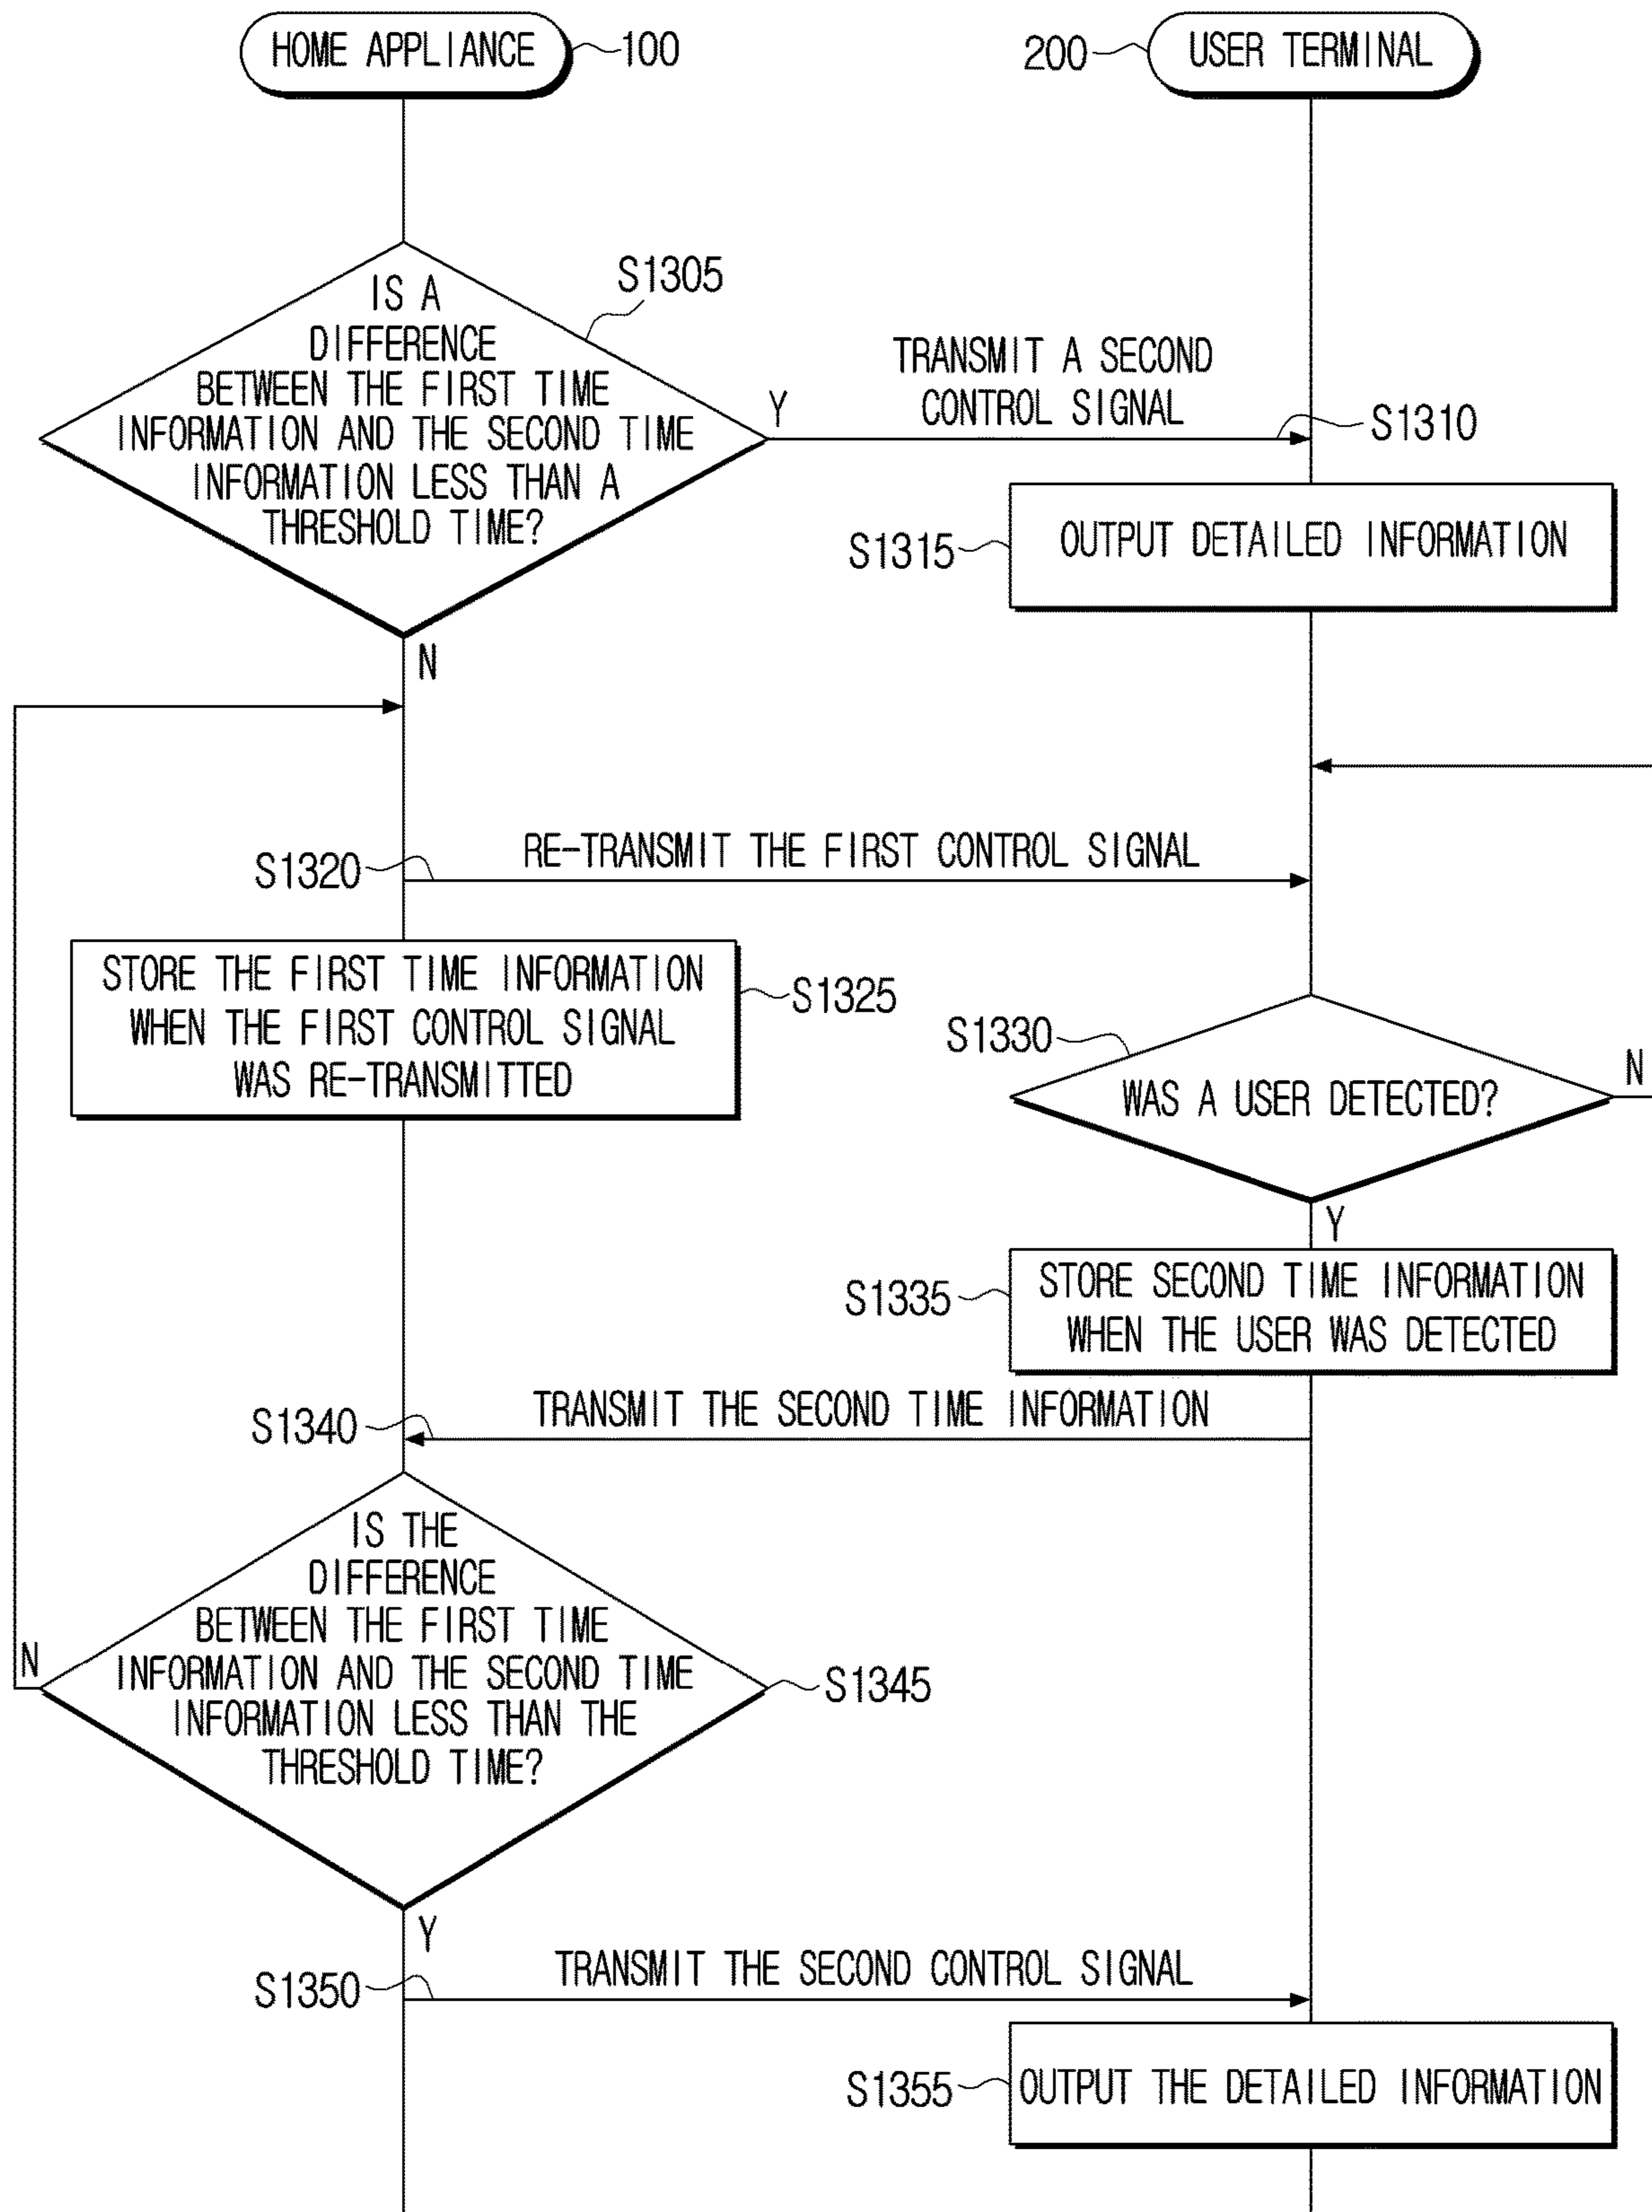 HOME APPLIANCE
100
200
USER TERMINAL
S1305
IS A
DIFFERENCE
BETWEEN THE FIRST TIME
INFORMATION AND THE SECOND TIME
INFORMATION LESS THAN A
THRESHOLD TIME?
Y
TRANSMIT A SECOND
CONTROL SIGNAL
S1310
S1315
OUTPUT DETAILED INFORMATION
N
S1320
RE-TRANSMIT THE FIRST CONTROL SIGNAL
STORE THE FIRST TIME INFORMATION
WHEN THE FIRST CONTROL SIGNAL
WAS RE-TRANSMITTED
S1325
S1330
WAS A USER DETECTED?
N
Y
S1335
STORE SECOND TIME INFORMATION
WHEN THE USER WAS DETECTED
S1340
TRANSMIT THE SECOND TIME INFORMATION
IS THE
DIFFERENCE
BETWEEN THE FIRST TIME
INFORMATION AND THE SECOND TIME
INFORMATION LESS THAN THE
THRESHOLD TIME?
N
S1345
Y
S1350
TRANSMIT THE SECOND CONTROL SIGNAL
S1355
OUTPUT THE DETAILED INFORMATION